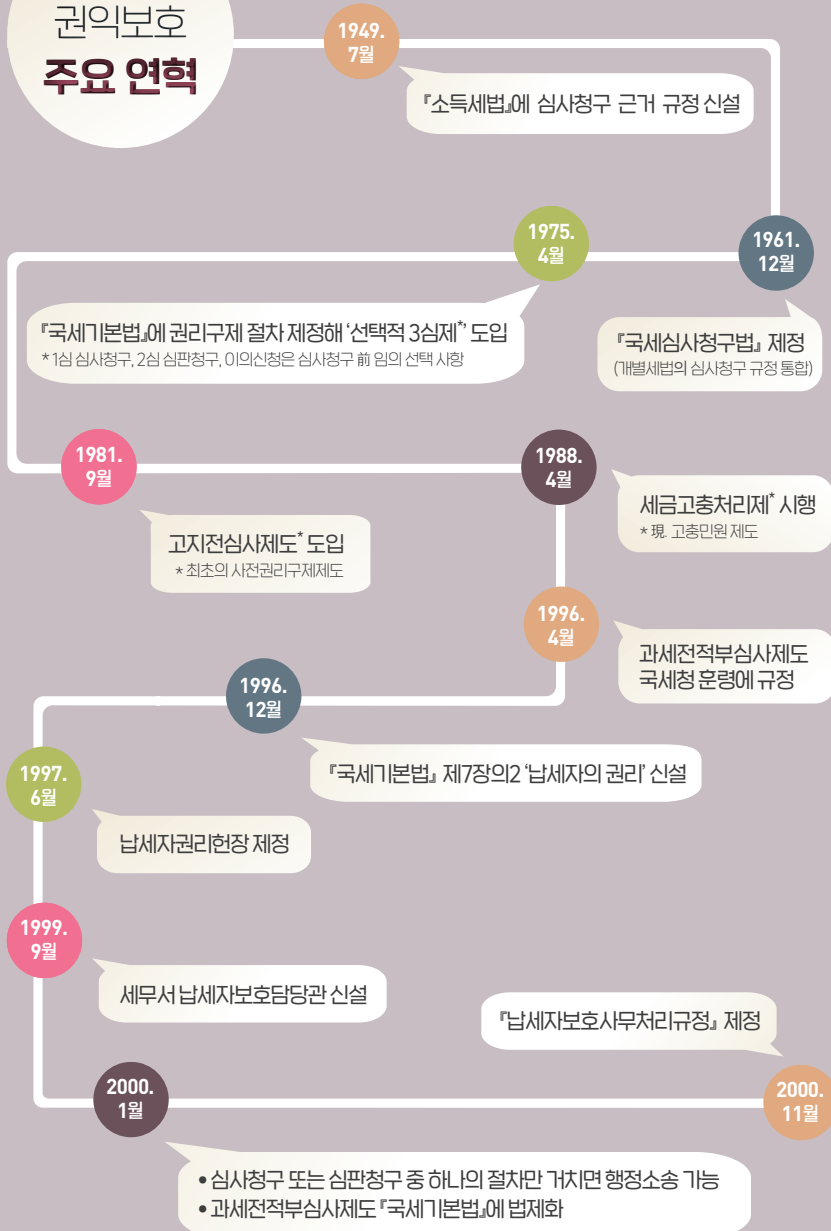 권익보호
주요 연혁
1949.
7월
『소득세법』에 심사청구 근거 규정 신설
1961.
12월
『국세심사청구법』 제정
(개별세법의 심사청구 규정 통합)
1975.
4월
『국세기본법』에 권리구제 절차 제정해 ‘선택적 3심제*’ 도입
* 1심 심사청구, 2심 심판청구, 이의신청은 심사청구 前 임의 선택 사항
1981.
9월
고지전심사제도* 도입
* 최초의 사전권리구제제도
1988.
4월
세금고충처리제* 시행
* 現. 고충민원 제도
1996.
4월
과세전적부심사제도
국세청 훈령에 규정
1996.
12월
『국세기본법』 제7장의2 ‘납세자의 권리’ 신설
1997.
6월
납세자권리헌장 제정
1999.
9월
세무서 납세자보호담당관 신설
2000.
1월
• 심사청구 또는 심판청구 중 하나의 절차만 거치면 행정소송 가능
• 과세전적부심사제도 『국세기본법』에 법제화
2000.
11월
『납세자보호사무처리규정』 제정